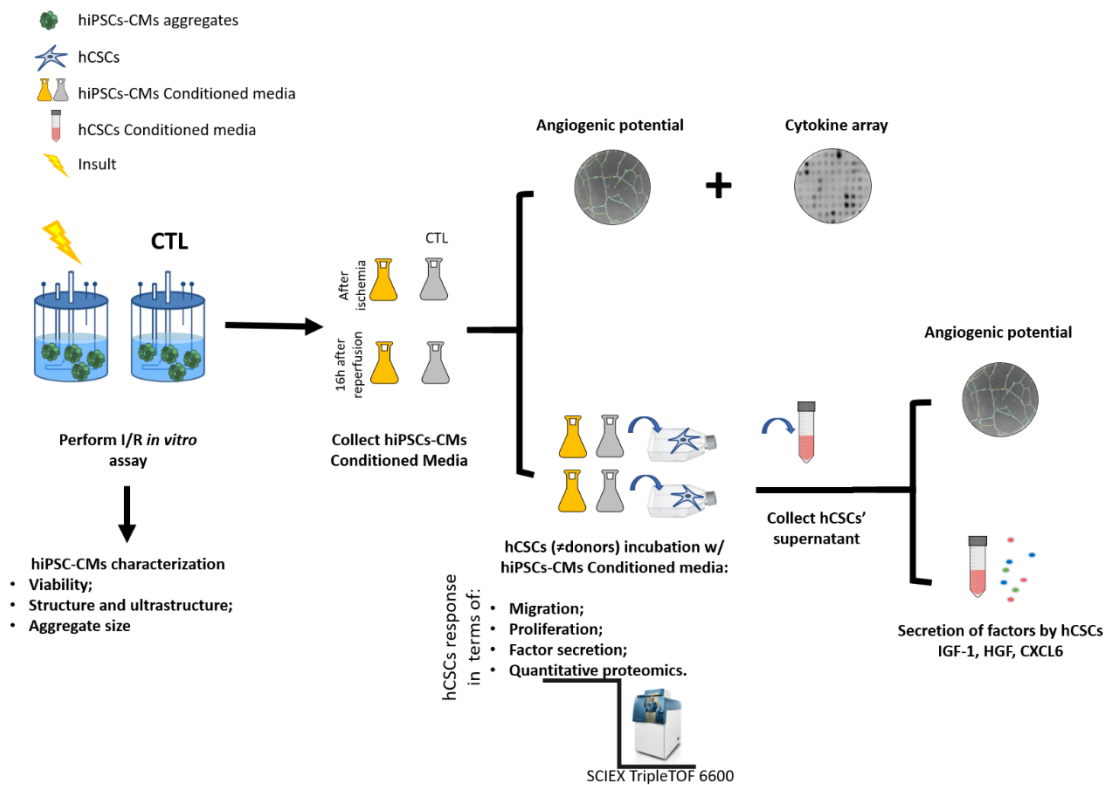 hiPSCs-CMs aggregates
hCSCs
hiPSCs-CMs Conditioned media
hCSCs Conditioned media
Insult
CTL
Perform I/R in vitro
assay
hiPSC-CMs characterization
• Viability;
• Structure and ultrastructure;
• Aggregate size
After
ischemia
CTL
16h after
reperfusion
Collect hiPSCs-CMs
Conditioned Media
Angiogenic potential
+
Cytokine array
hCSCs (≠donors) incubation w/
hiPSCs-CMs Conditioned media:
hCSCs response
in terms of:
• Migration;
• Proliferation;
• Factor secretion;
• Quantitative proteomics.
SCIEX TripleTOF 6600
Collect hCSCs’
supernatant
Angiogenic potential
Secretion of factors by hCSCs
IGF-1, HGF, CXCL6